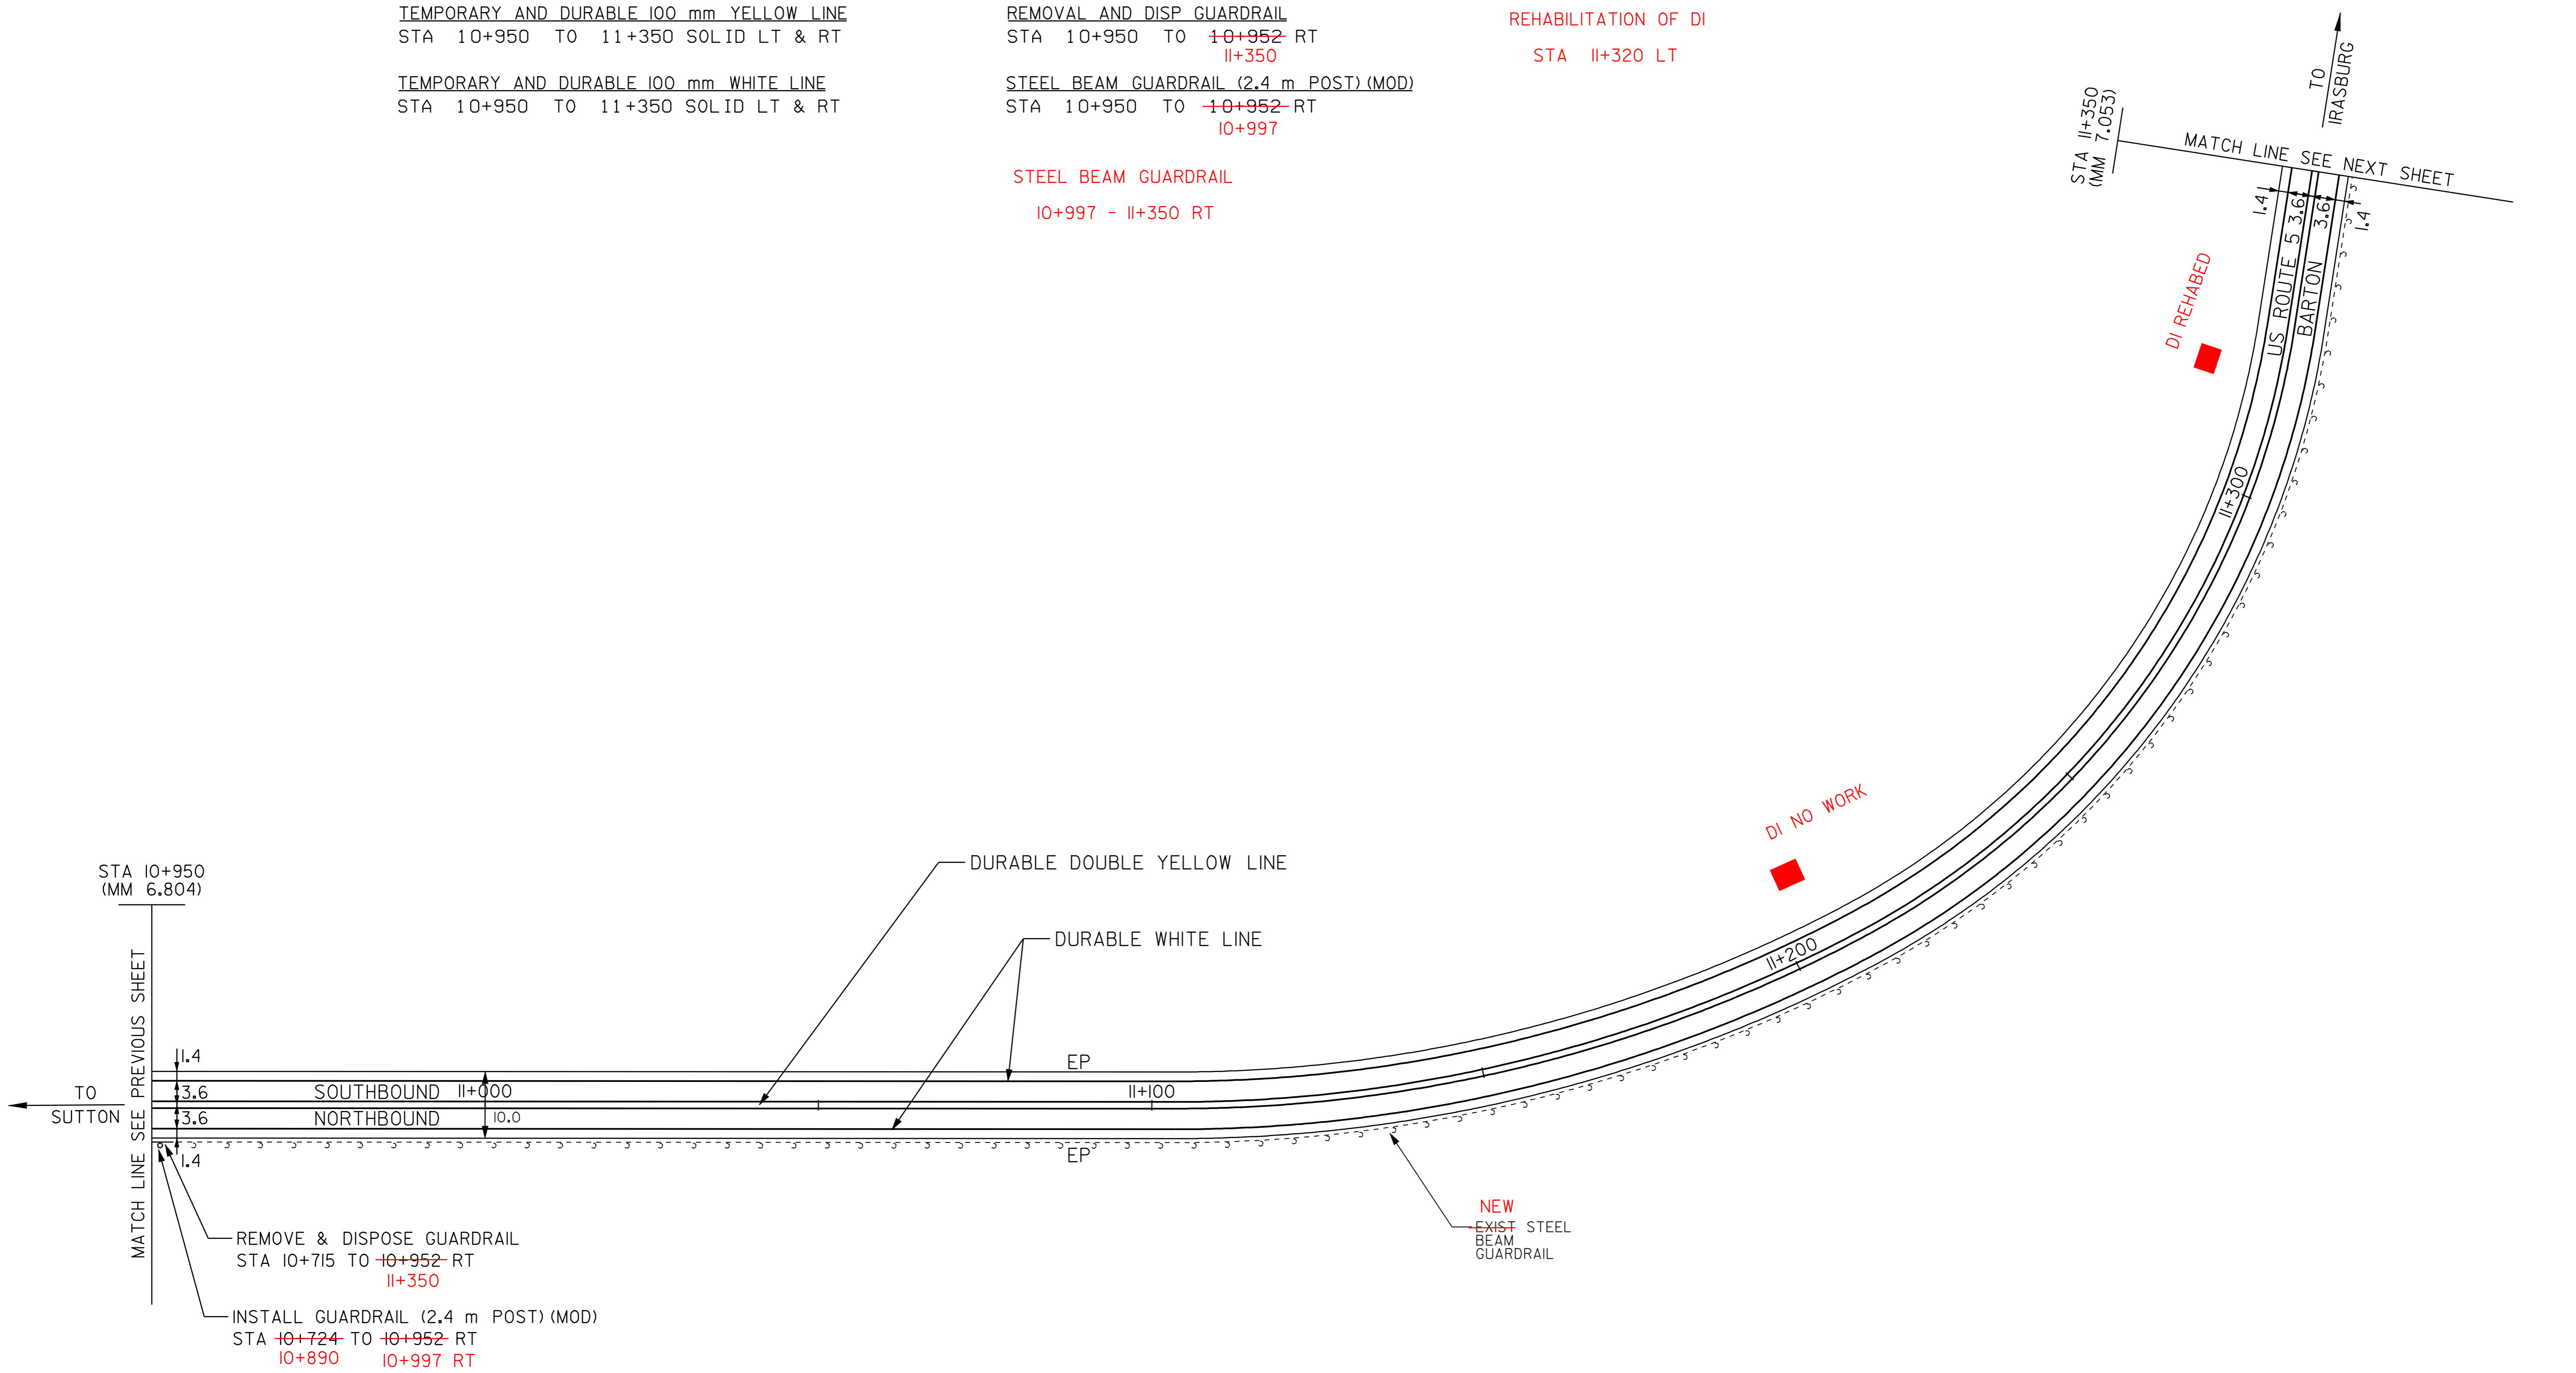 TEMPORARY AND DURABLE 100 mm YELLOW LINE
STA 10+950 TO 11+350 SOLID LT & RT
TEMPORARY AND DURABLE 100 mm WHITE LINE
STA 10+950 TO 11+350 SOLID LT & RT
REMOVAL AND DISP GUARDRAIL
STA 10+950 TO 10+952 RT
11+350
STEEL BEAM GUARDRAIL (2.4 m POST) (MOD)
STA 10+950 TO 10+952 RT
10+997
STEEL BEAM GUARDRAIL
10+997 - 11+350 RT
REHABILITATION OF DI
STA 11+320 LT
TO
IRASBURG
STA 11+350
(MM 7.053)
MATCH LINE SEE NEXT SHEET
1.4
3.6
3.6
1.4
US ROUTE 5
BARTON
DI REHABED
11+300
DI NO WORK
11+200
DURABLE DOUBLE YELLOW LINE
DURABLE WHITE LINE
STA 10+950
(MM 6.804)
MATCH LINE SEE PREVIOUS SHEET
TO
SUTTON
1.4
3.6
3.6
1.4
SOUTHBOUND
11+000
NORTHBOUND
10.0
EP
11+100
EP
NEW
EXIST STEEL
BEAM
GUARDRAIL
REMOVE & DISPOSE GUARDRAIL
STA 10+715 TO 10+952 RT
11+350
INSTALL GUARDRAIL (2.4 m POST) (MOD)
STA 10+724 TO 10+952 RT
10+890 10+997 RT